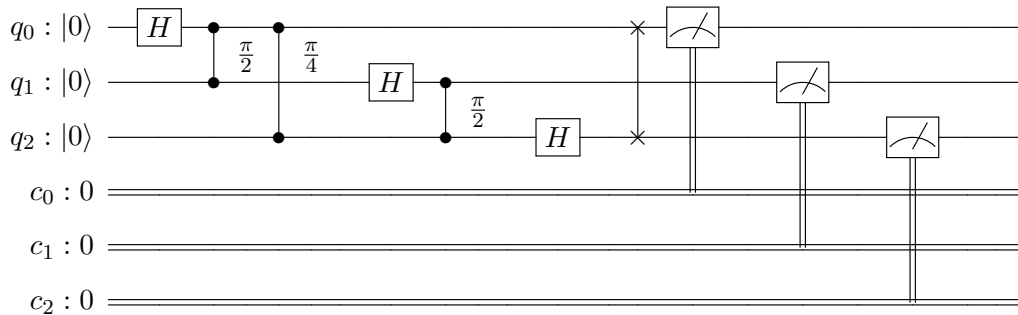 q₀ : |0⟩ H π/2 π/4
q₁ : |0⟩ H π/2
q₂ : |0⟩ H
c₀ : 0
c₁ : 0
c₂ : 0